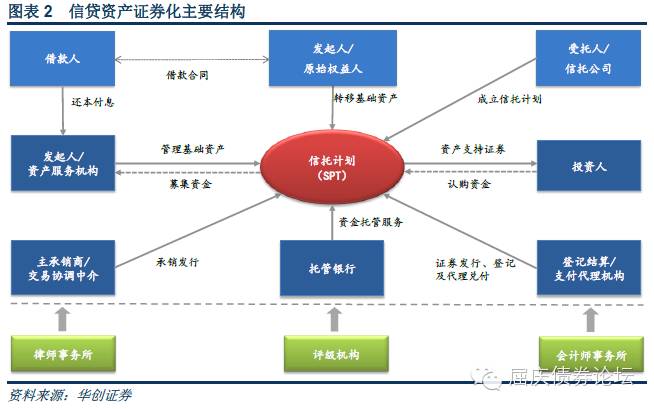 图表 2 信贷资产证券化主要结构
借款人
借款合同
发起人/
原始权益人
受托人/
信托公司
还本付息
转移基础资产
成立信托计划
发起人/
资产服务机构
管理基础资产
募集资金
信托计划
(SPT)
资产支持证券
认购资金
投资人
主承销商/
交易协调中介
承销发行
资金托管服务
托管银行
证券发行、登记
及代理兑付
登记结算/
支付代理机构
律师事务所
评级机构
会计师事务所
资料来源：华创证券
屈庆债券论坛